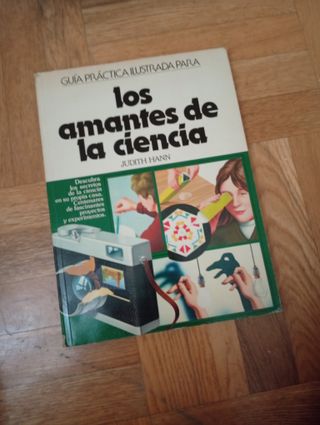 GUÍA PRÁCTICA ILUSTRADA PARA
los
amantes de
la ciencia
JUDITH HANN
Descubra
los secretos
de la ciencia
en su propia casa.
Centenares
de fascinantes
proyectos
y experimentos.